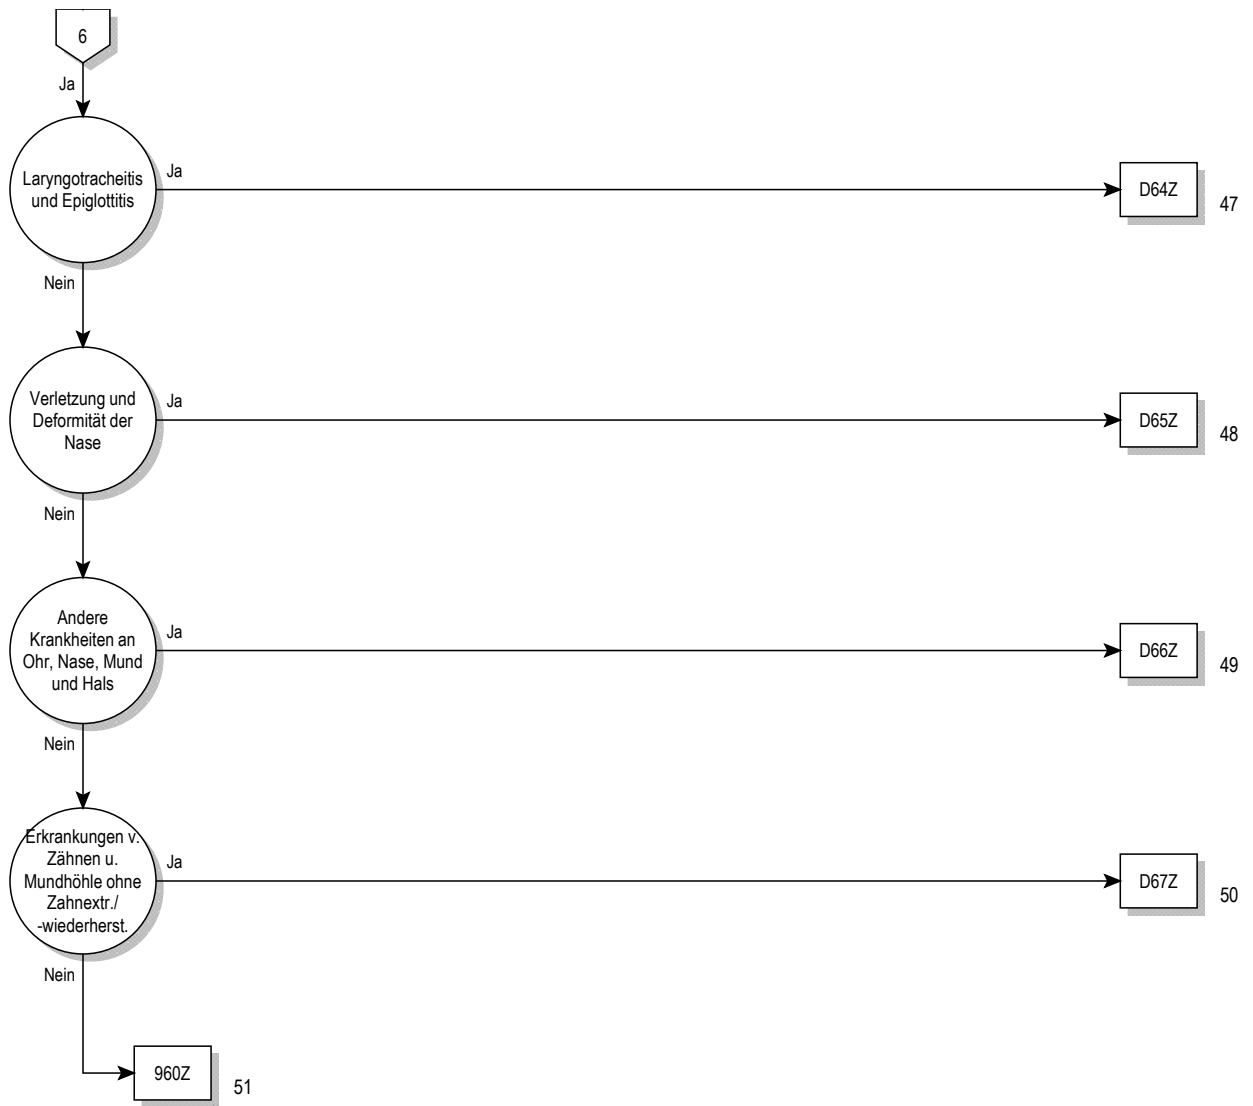 6
Ja
Laryngotracheitis
und Epiglottitis
Ja
D64Z
47
Nein
Verletzung und
Deformität der
Nase
Ja
D65Z
48
Nein
Andere
Krankheiten an
Ohr, Nase, Mund
und Hals
Ja
D66Z
49
Nein
Erkrankungen v.
Zähnen u.
Mundhöhle ohne
Zahnextr./
-wiederherst.
Ja
D67Z
50
Nein
960Z
51